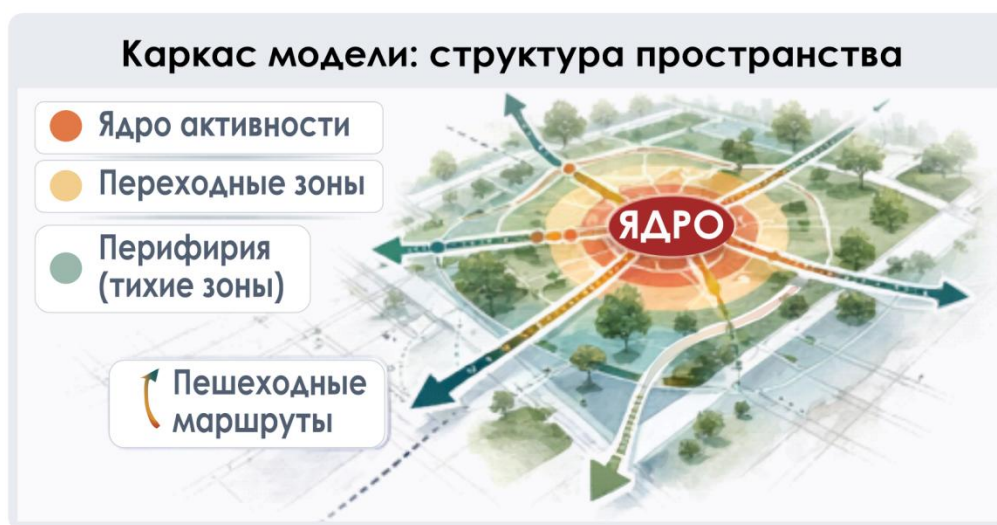 Каркас модели: структура пространства
Ядро активности
Переходные зоны
Перифирия
(тихие зоны)
Пешеходные
маршруты
ЯДРО